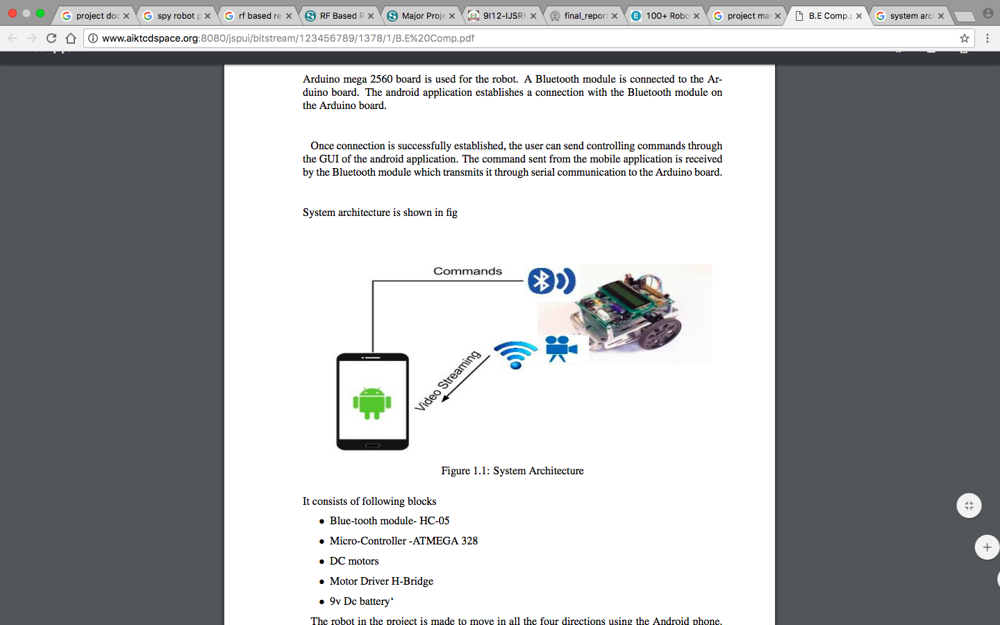 project doc
spy robot p
rf based re
RF Based R
Major Proje
9I12-IJSRM
final_report
100+ Robo
project ma
B.E Comp.p
system arc
www.aiktcdspace.org:8080/jspui/bitstream/123456789/1378/1/B.E%20Comp.pdf
Arduino mega 2560 board is used for the robot. A Bluetooth module is connected to the Ar-
duino board. The android application establishes a connection with the Bluetooth module on
the Arduino board.
Once connection is successfully established, the user can send controlling commands through
the GUI of the android application. The command sent from the mobile application is received
by the Bluetooth module which transmits it through serial communication to the Arduino board.
System architecture is shown in fig
Commands
Video Streaming
Figure 1.1: System Architecture
It consists of following blocks
• Blue-tooth module- HC-05
• Micro-Controller -ATMEGA 328
• DC motors
• Motor Driver H-Bridge
• 9v Dc battery‘
The robot in the project is made to move in all the four directions using the Android phone.